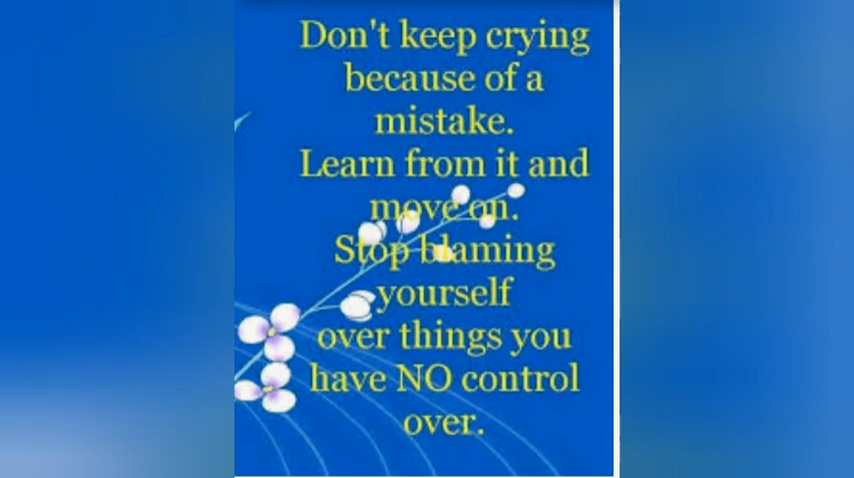 Don't keep crying
because of a
mistake.
Learn from it and
move on.
Stop blaming
yourself
over things you
have NO control
over.